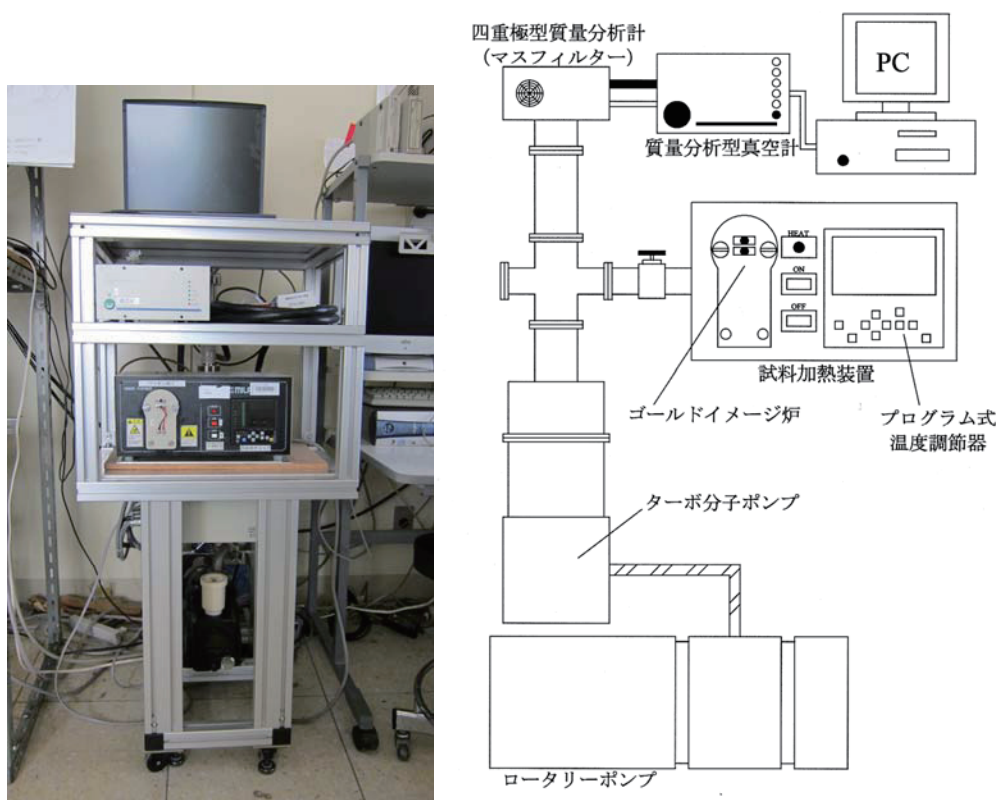 四重極型質量分析計
（マスフィルター）
PC
質量分析型真空計
HEAT
ON
OFF
試料加熱装置
ゴールドイメージ炉
プログラム式
温度調節器
ターボ分子ポンプ
ロータリーポンプ